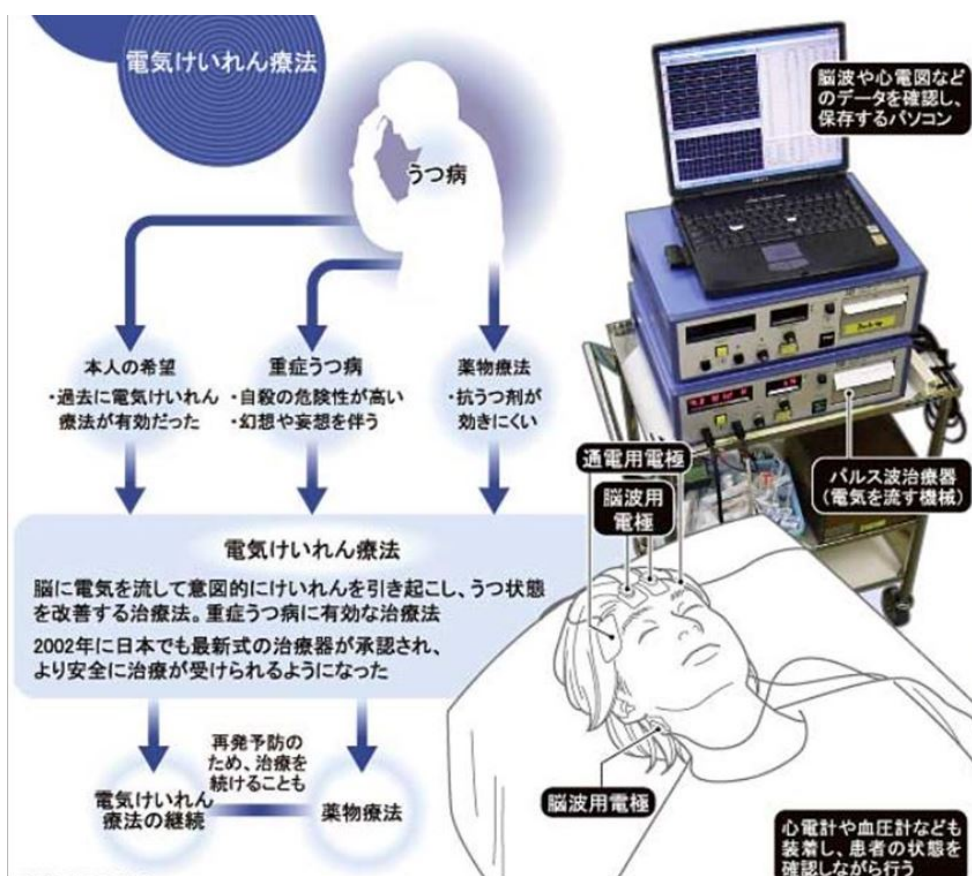 電気けいれん療法
うつ病
脳波や心電図など
のデータを確認し、
保存するパソコン
本人の希望
・過去に電気けいれん
療法が有効だった
重症うつ病
・自殺の危険性が高い
・幻想や妄想を伴う
薬物療法
・抗うつ剤が
効きにくい
通電用電極
脳波用
電極
パルス波治療器
（電気を流す機械）
電気けいれん療法
脳に電気を流して意図的にけいれんを引き起こし、うつ状態
を改善する治療法。重症うつ病に有効な治療法
2002年に日本でも最新式の治療器が承認され、
より安全に治療が受けられるようになった
再発予防の
ため、治療を
続けることも
電気けいれん
療法の継続
薬物療法
脳波用電極
心電計や血圧計なども
装着し、患者の状態を
確認しながら行う